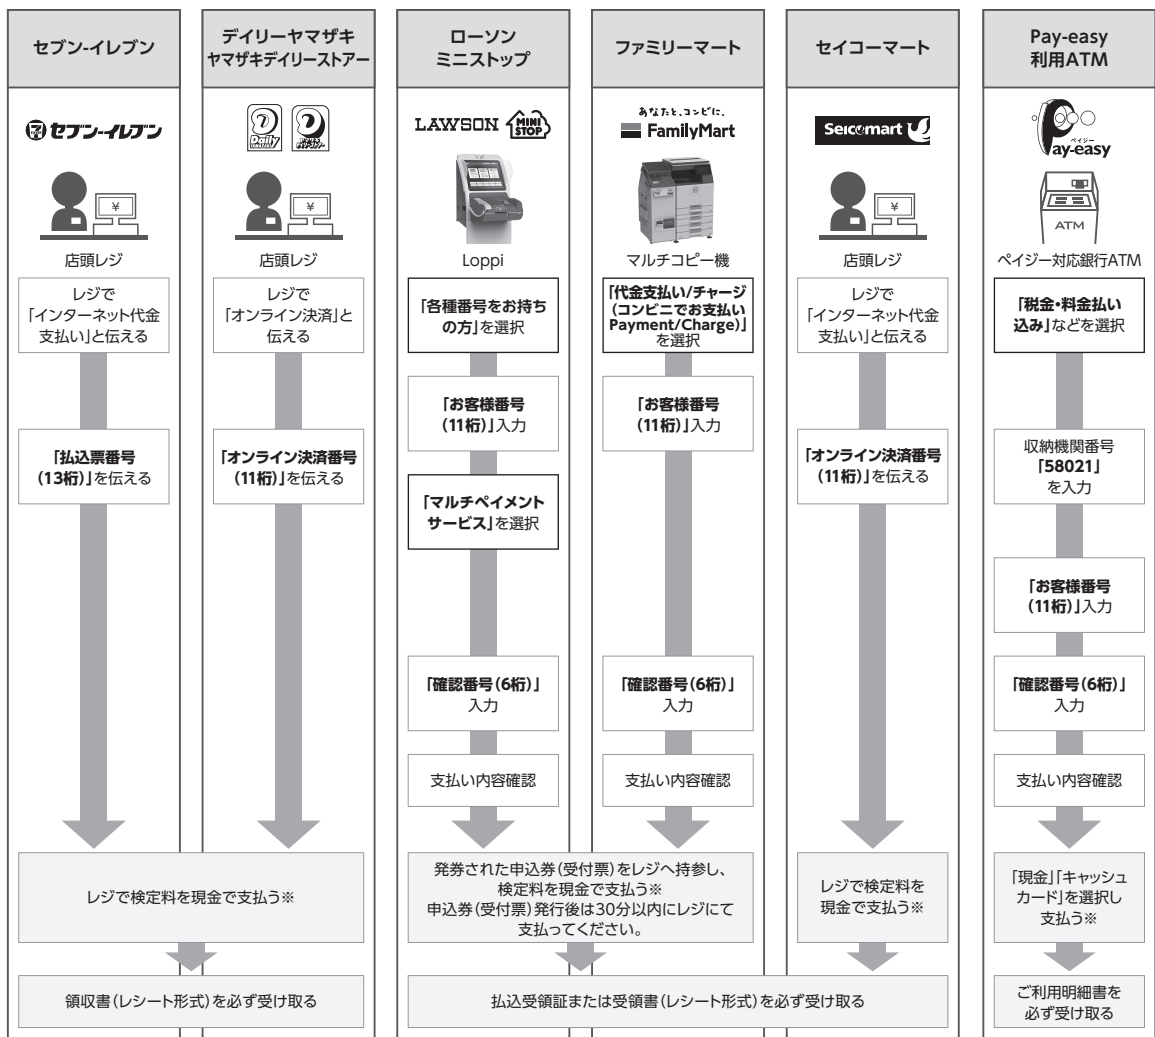 セブン-イレブン
デイリーヤマザキ
ヤマザキデイリーストアー
ローソン
ミニストップ
ファミリーマート
セイコーマート
Pay-easy
利用ATM
セブン-イレブン
Daily
LAWSON
MINI
STOP
あなたと、コンビに、
FamilyMart
Seicomart
ペイジー
Pay-easy
¥
¥
¥
ATM
店頭レジ
店頭レジ
Loppi
マルチコピー機
店頭レジ
ペイジー対応銀行ATM
レジで
「インターネット代金
支払い」と伝える
レジで
「オンライン決済」と
伝える
「各種番号をお持ち
の方」を選択
「代金支払い/チャージ
(コンビニでお支払い
Payment/Charge)」
を選択
レジで
「インターネット代金
支払い」と伝える
「税金・料金払い
込み」などを選択
「お客様番号
(11桁)」入力
「お客様番号
(11桁)」入力
「払込票番号
(13桁)」を伝える
「オンライン決済番号
(11桁)」を伝える
「マルチペイメント
サービス」を選択
「オンライン決済番号
(11桁)」を伝える
収納機関番号
「58021」
を入力
「お客様番号
(11桁)」入力
「確認番号(6桁)」
入力
「確認番号(6桁)」
入力
「確認番号(6桁)」
入力
支払い内容確認
支払い内容確認
支払い内容確認
レジで検定料を現金で支払う※
発券された申込券(受付票)をレジへ持参し、
検定料を現金で支払う※
申込券(受付票)発行後は30分以内にレジにて
支払ってください。
レジで検定料を
現金で支払う※
「現金」「キャッシュ
カード」を選択し
支払う※
領収書(レシート形式)を必ず受け取る
払込受領証または受領書(レシート形式)を必ず受け取る
ご利用明細書を
必ず受け取る